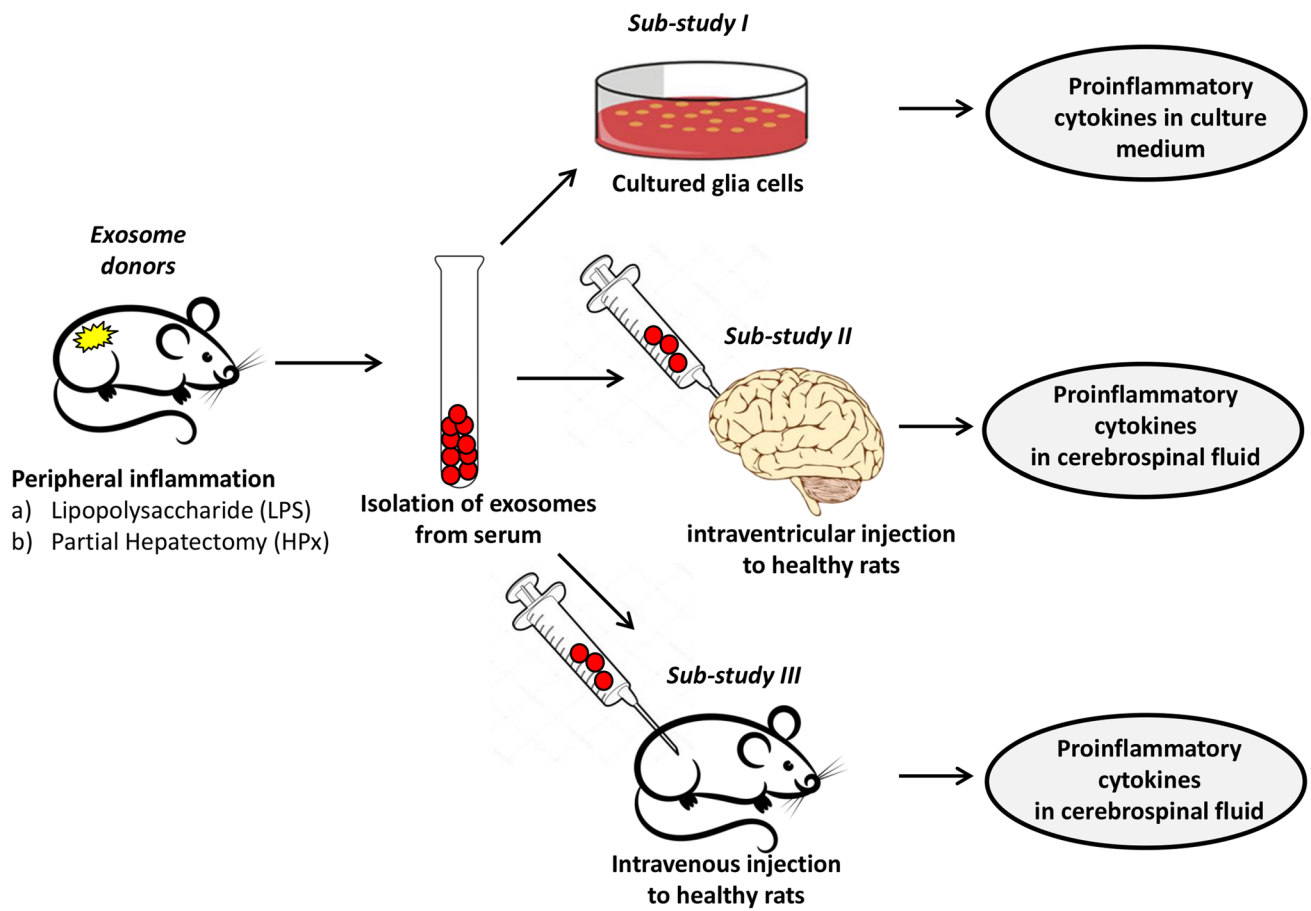 Sub-study I
Proinflammatory
cytokines in culture
medium
Cultured glia cells
Exosome
donors
Peripheral inflammation
a) Lipopolysaccharide (LPS)
b) Partial Hepatectomy (HPx)
Isolation of exosomes
from serum
Sub-study II
intraventricular injection
to healthy rats
Proinflammatory
cytokines
in cerebrospinal fluid
Sub-study III
Intravenous injection
to healthy rats
Proinflammatory
cytokines
in cerebrospinal fluid